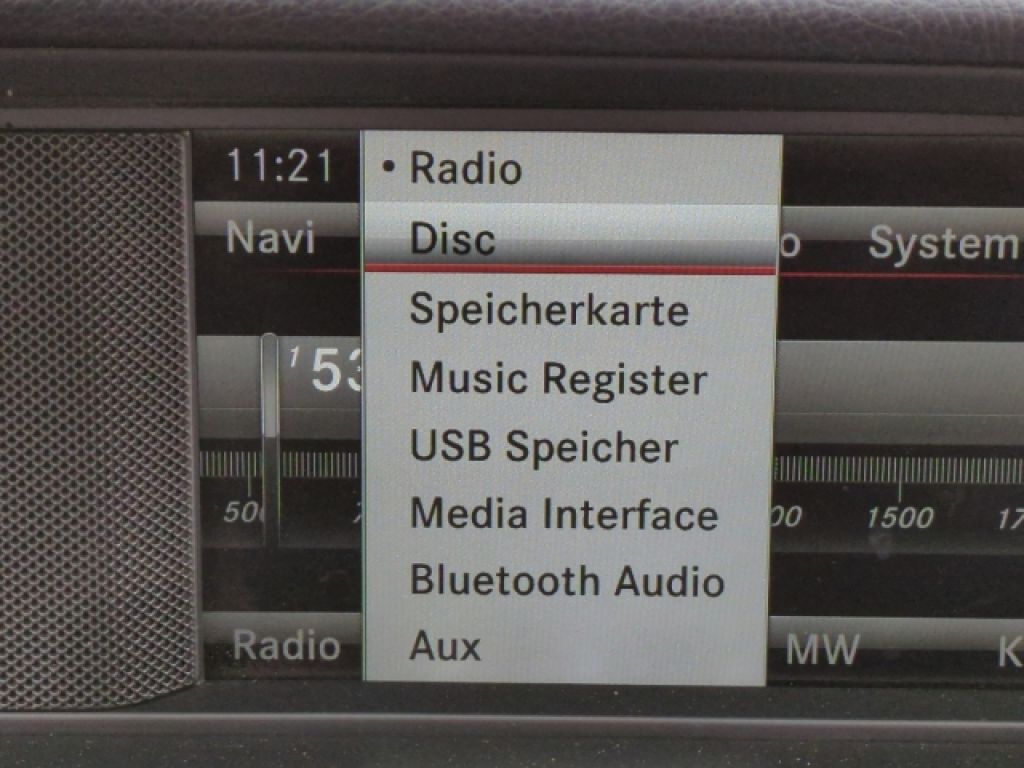 11:21
• Radio
Navi
Disc
System
Speicherkarte
Music Register
USB Speicher
Media Interface
Bluetooth Audio
Aux
1500
Radio
MW